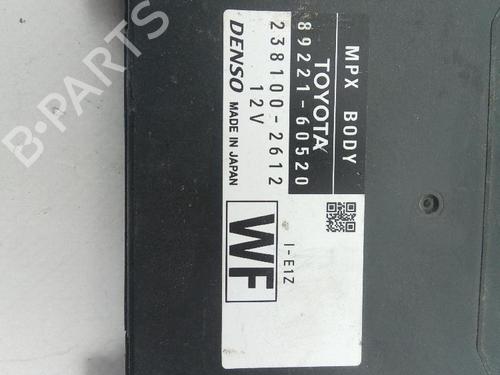 MPX BODY
TOYOTA
89221-60520
238100-2612
12V
DENSO MADE IN JAPAN
WF
I-E1Z
B-PARTS